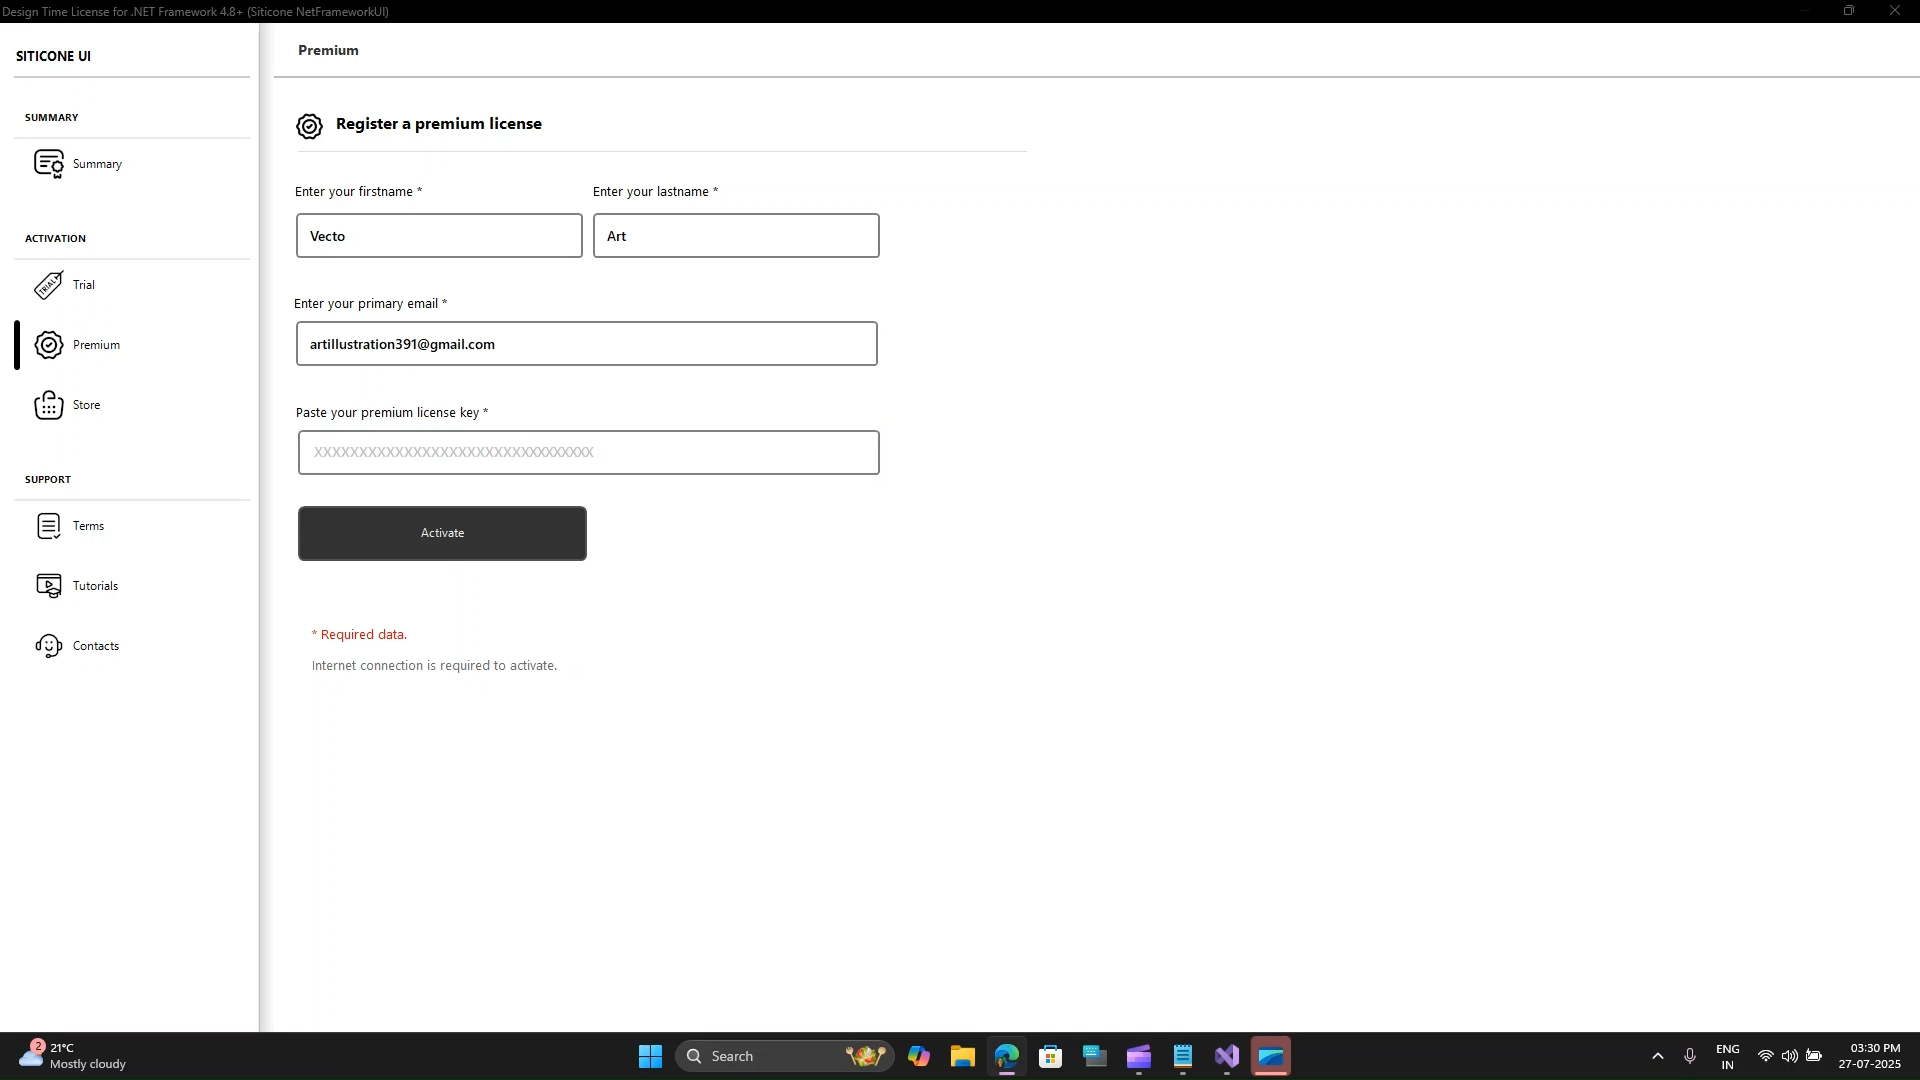 Design Time License for .NET Framework 4.8+ (Siticone NetFrameworkUI)
SITICONE UI
SUMMARY
Summary
ACTIVATION
TRIAL
Trial
Premium
Store
SUPPORT
Terms
Tutorials
Contacts
Premium
Register a premium license
Enter your firstname *
Enter your lastname *
Vecto
Art
Enter your primary email *
artillustration391@gmail.com
Paste your premium license key *
XXXXXXXXXXXXXXXXXXXXXXXXXXXXXXXX
Activate
* Required data.
Internet connection is required to activate.
2
21°C
Mostly cloudy
Search
ENG
IN
03:30 PM
27-07-2025